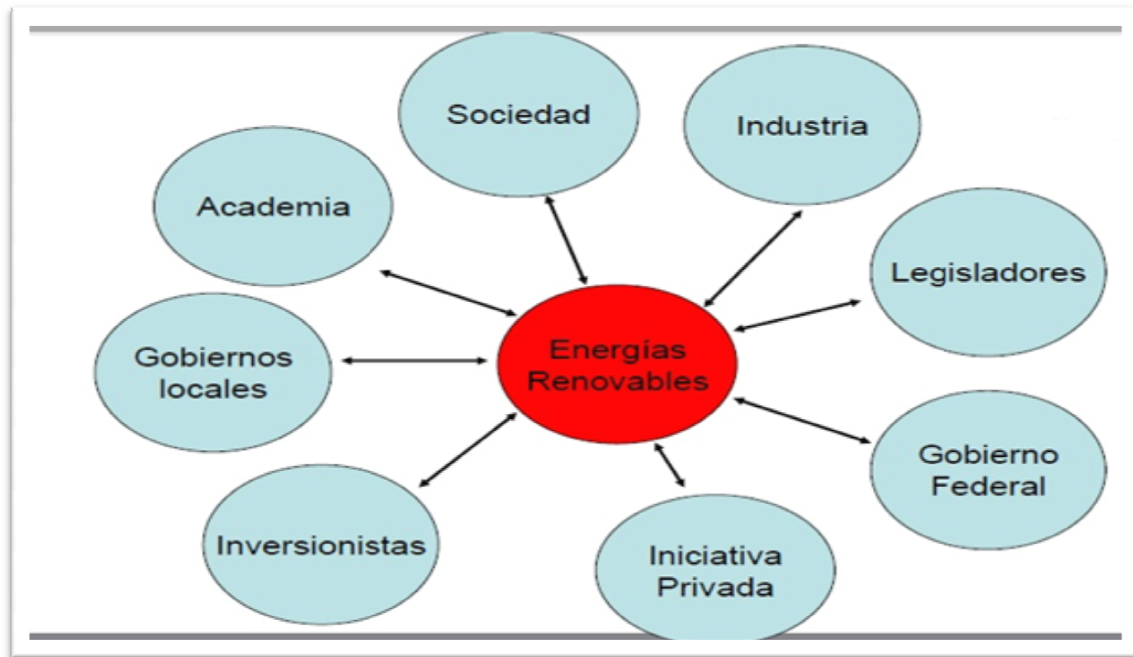 Sociedad
Industria
Academia
Legisladores
Energías
Renovables
Gobiernos
locales
Gobierno
Federal
Inversionistas
Iniciativa
Privada